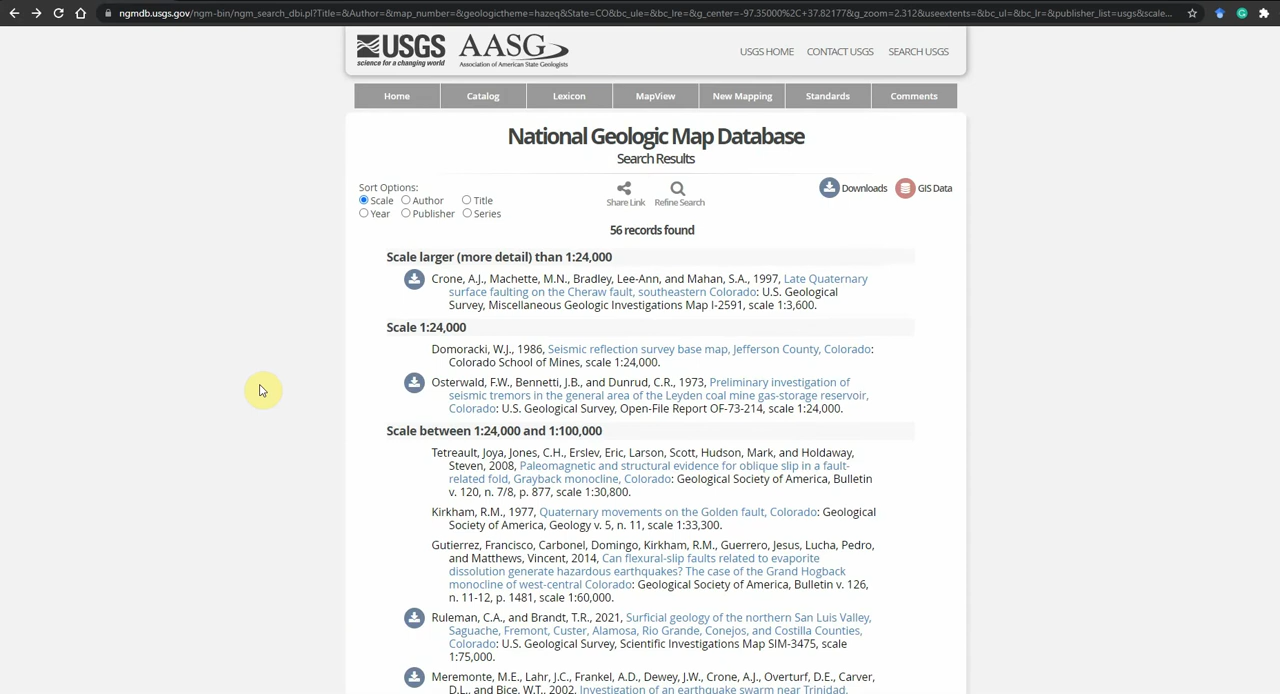 ngmdb.usgs.gov/ngm-bin/ngm_search_dbi.pl?Title=&Author=&map_number=&geologictheme=hazeq&State=CO&bc_ule=&bc_lre=&g_center=-97.35000%2C+37.82177&g_zoom=2.312&useextents=&bc_ul=&bc_lr=&publisher_list=usgs&scale...
USGS
science for a changing world
AASG
Association of American State Geologists
USGS HOME CONTACT USGS SEARCH USGS
Home Catalog Lexicon MapView New Mapping Standards Comments
National Geologic Map Database
Search Results
Sort Options:
Scale Author Title
Year Publisher Series
Share Link Refine Search
Downloads GIS Data
56 records found
Scale larger (more detail) than 1:24,000
Crone, A.J., Machette, M.N., Bradley, Lee-Ann, and Mahan, S.A., 1997, Late Quaternary
surface faulting on the Cheraw fault, southeastern Colorado: U.S. Geological
Survey, Miscellaneous Geologic Investigations Map I-2591, scale 1:3,600.
Scale 1:24,000
Domoracki, W.J., 1986, Seismic reflection survey base map, Jefferson County, Colorado:
Colorado School of Mines, scale 1:24,000.
Osterwald, F.W., Bennetti, J.B., and Dunrud, C.R., 1973, Preliminary investigation of
seismic tremors in the general area of the Leyden coal mine gas-storage reservoir,
Colorado: U.S. Geological Survey, Open-File Report OF-73-214, scale 1:24,000.
Scale between 1:24,000 and 1:100,000
Tetreault, Joya, Jones, C.H., Erslev, Eric, Larson, Scott, Hudson, Mark, and Holdaway,
Steven, 2008, Paleomagnetic and structural evidence for oblique slip in a fault-
related fold, Grayback monocline, Colorado: Geological Society of America, Bulletin
v. 120, n. 7/8, p. 877, scale 1:30,800.
Kirkham, R.M., 1977, Quaternary movements on the Golden fault, Colorado: Geological
Society of America, Geology v. 5, n. 11, scale 1:33,300.
Gutierrez, Francisco, Carbonel, Domingo, Kirkham, R.M., Guerrero, Jesus, Lucha, Pedro,
and Matthews, Vincent, 2014, Can flexural-slip faults related to evaporite
dissolution generate hazardous earthquakes? The case of the Grand Hogback
monocline of west-central Colorado: Geological Society of America, Bulletin v. 126,
n. 11-12, p. 1481, scale 1:60,000.
Ruleman, C.A., and Brandt, T.R., 2021, Surficial geology of the northern San Luis Valley,
Saguache, Fremont, Custer, Alamosa, Rio Grande, Conejos, and Costilla Counties,
Colorado: U.S. Geological Survey, Scientific Investigations Map SIM-3475, scale
1:75,000.
Meremonte, M.E., Lahr, J.C., Frankel, A.D., Dewey, J.W., Crone, A.J., Overturf, D.E., Carver,
D.L., and Bice, W.T., 2002, Investigation of an earthquake swarm near Trinidad,